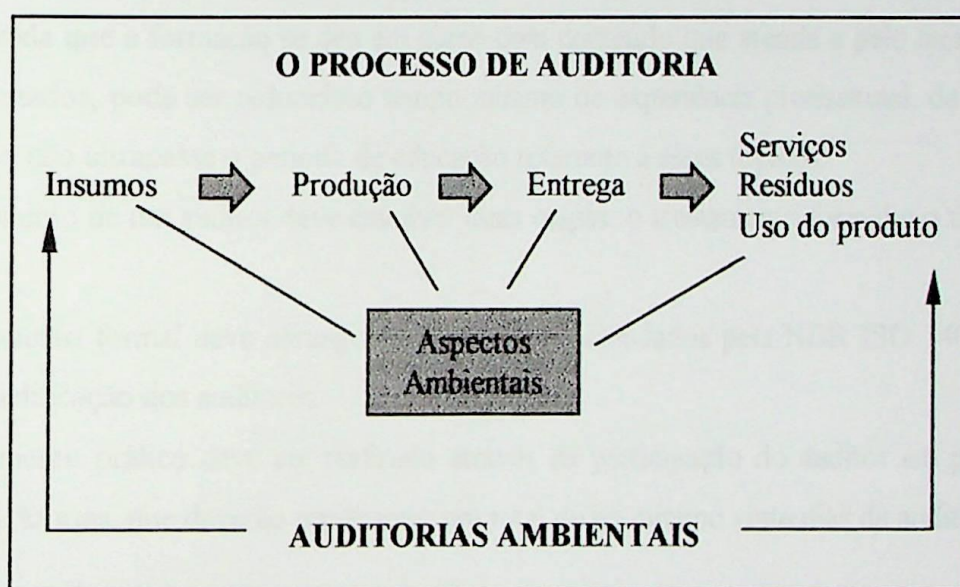 O PROCESSO DE AUDITORIA
Insumos
Produção
Entrega
Serviços
Resíduos
Uso do produto
Aspectos
Ambientais
AUDITORIAS AMBIENTAIS